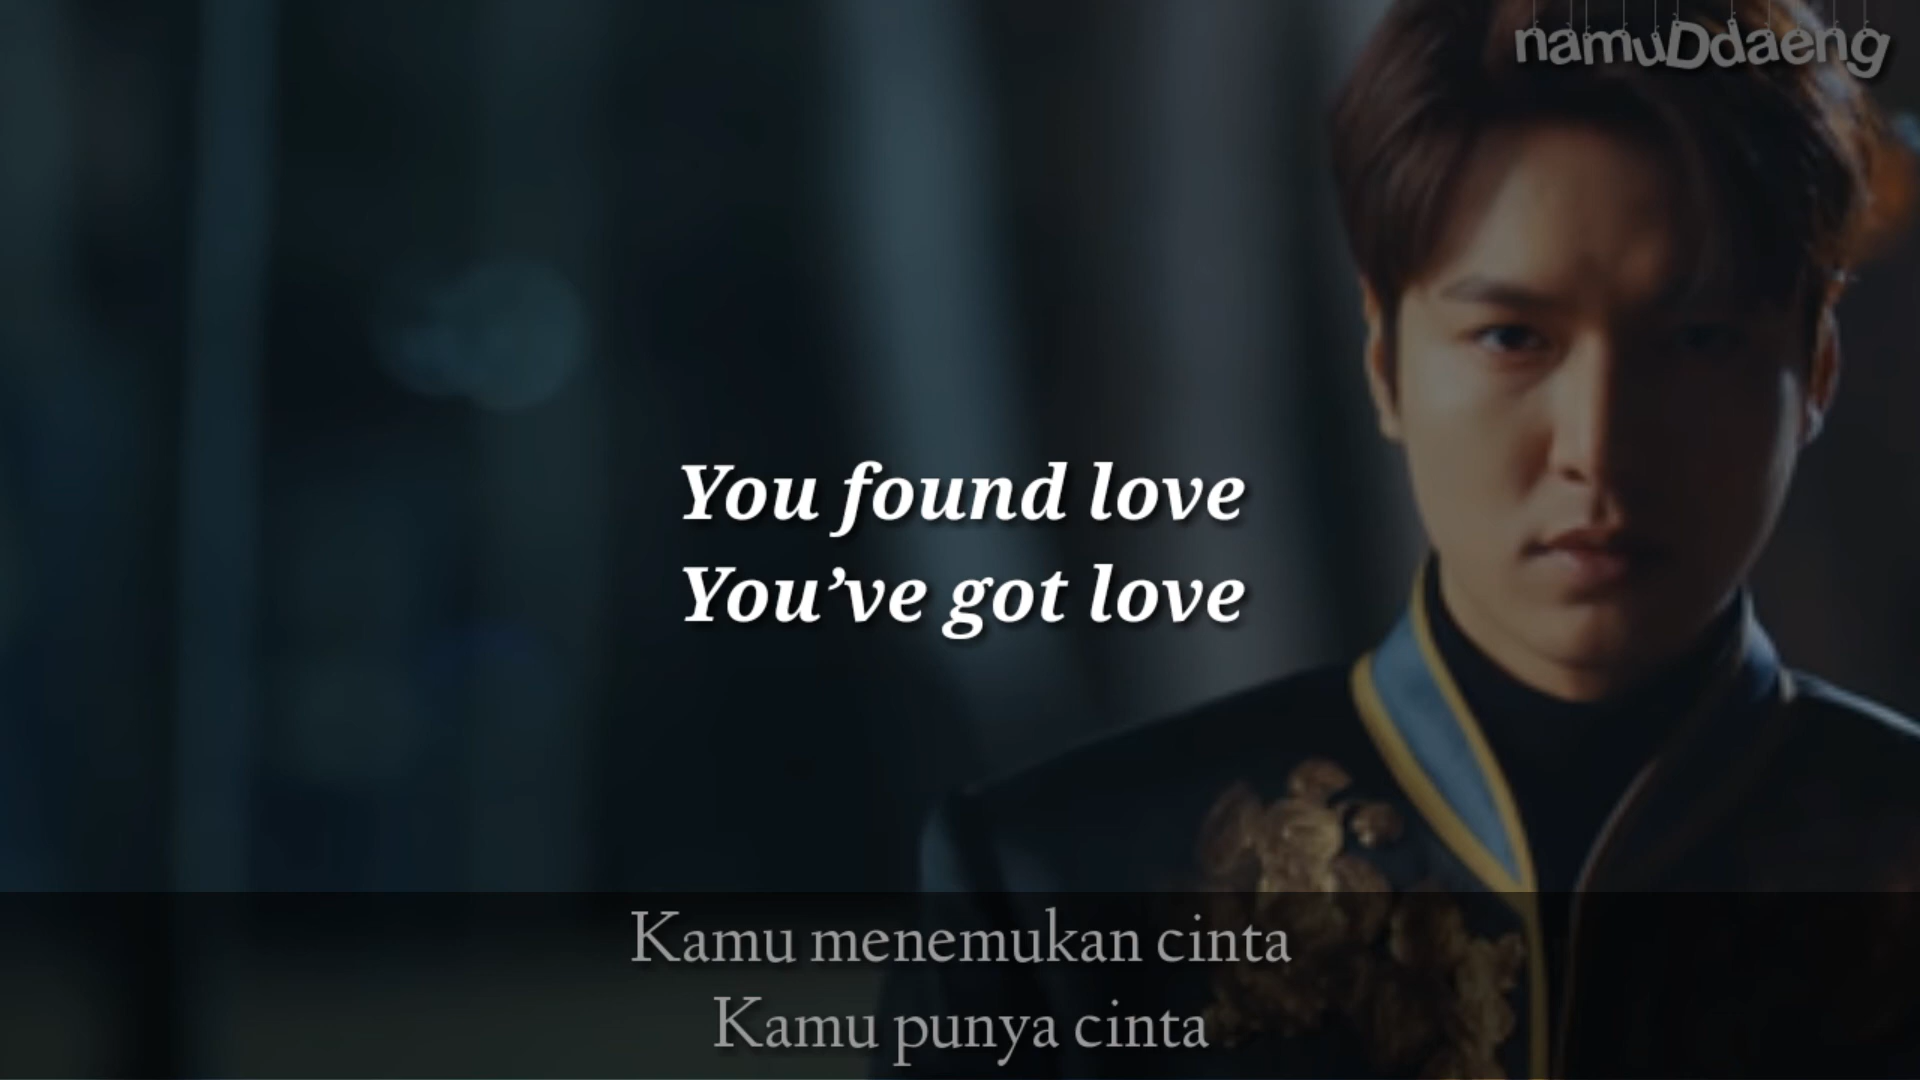 namuDdaeng
You found love
You’ve got love
Kamu menemukan cinta
Kamu punya cinta